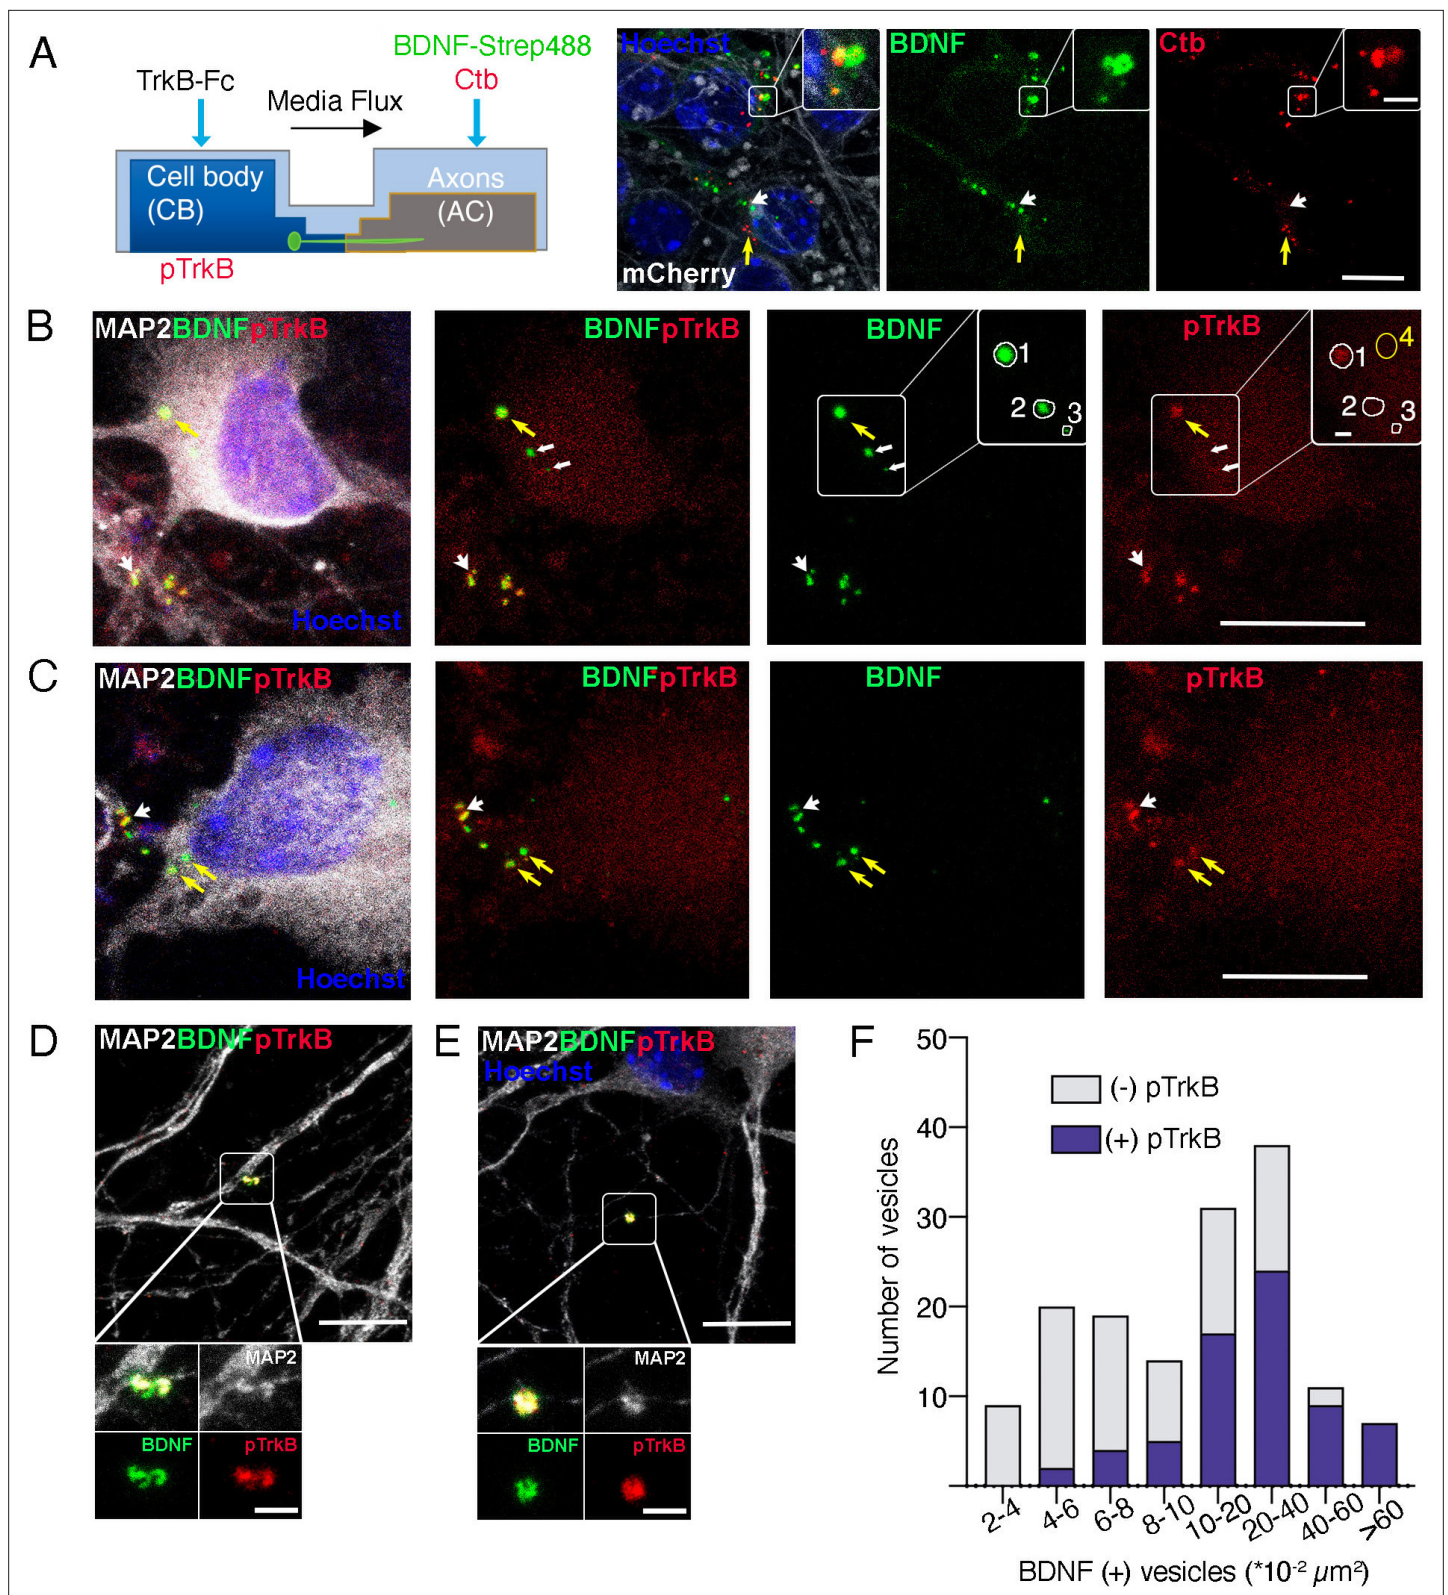 A
BDNF-Strep488
TrkB-Fc
Ctb
Media Flux
Cell body
(CB)
Axons
(AC)
pTrkB
Hoechst
mCherry
BDNF
Ctb
B
MAP2BDNFpTrkB
Hoechst
BDNFpTrkB
BDNF
1
2
3
pTrkB
1
4
2
3
C
MAP2BDNFpTrkB
Hoechst
BDNFpTrkB
BDNF
pTrkB
D
MAP2BDNFpTrkB
MAP2
BDNF
pTrkB
E
MAP2BDNFpTrkB
Hoechst
MAP2
BDNF
pTrkB
F
50
40
30
20
10
Number of vesicles
(-) pTrkB
(+) pTrkB
2-4
4-6
6-8
8-10
10-20
20-40
40-60
>60
BDNF (+) vesicles (*10⁻² µm²)